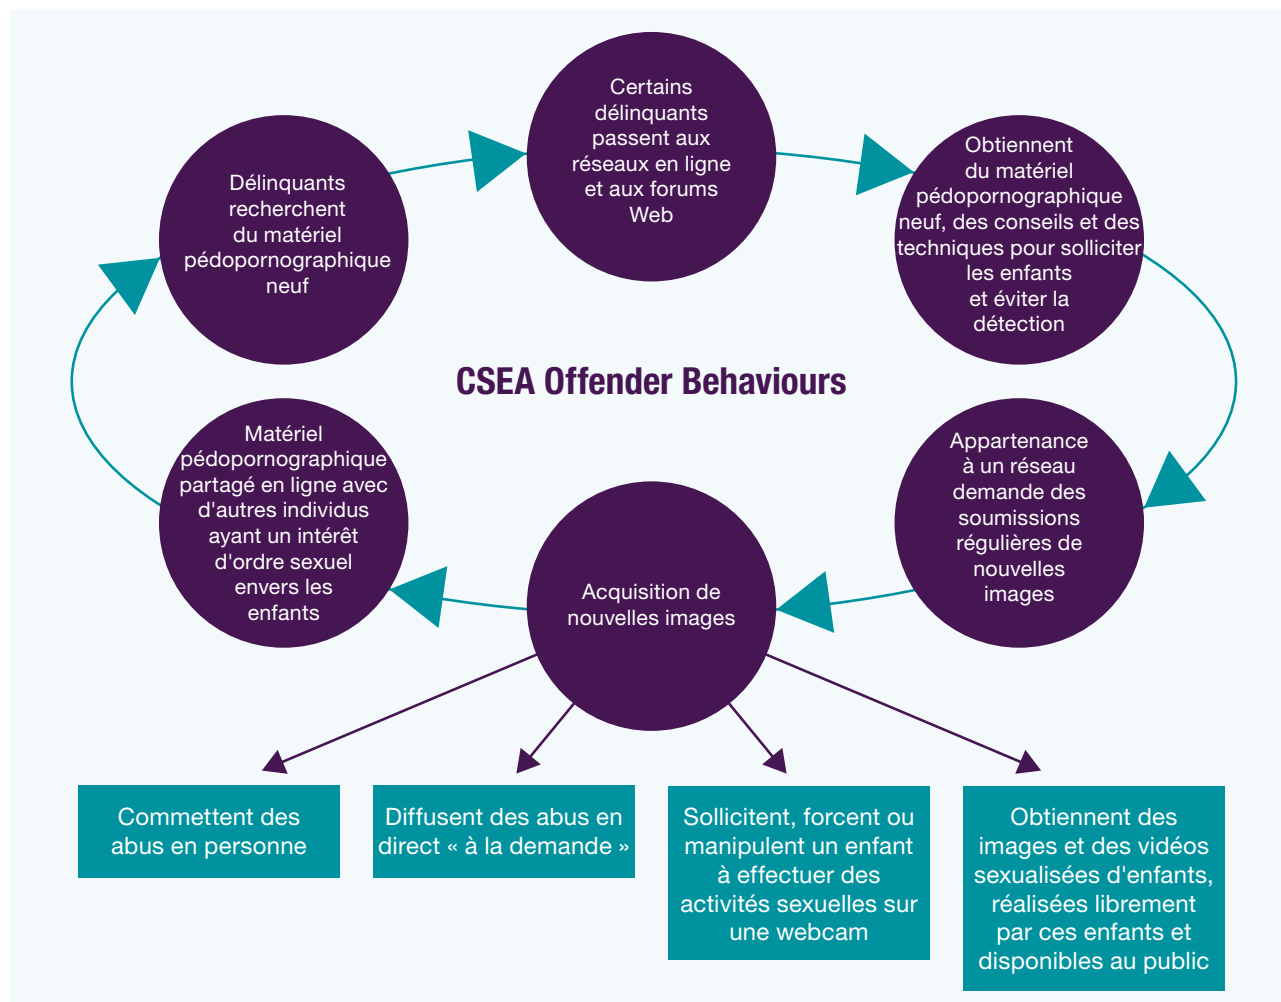 Certains
délinquants
passent aux
réseaux en ligne
et aux forums
Web
Obtiennent
du matériel
pédopornographique
neuf, des conseils et des
techniques pour solliciter
les enfants
et éviter la
détection
Délinquants
recherchent
du matériel
pédopornographique
neuf
CSEA Offender Behaviours
Matériel
pédopornographique
partagé en ligne avec
d'autres individus
ayant un intérêt
d'ordre sexuel
envers les
enfants
Appartenance
à un réseau
demande des
soumissions
régulières de
nouvelles
images
Acquisition de
nouvelles images
Commettent des
abus en personne
Diffusent des abus en
direct « à la demande »
Sollicitent, forcent ou
manipulent un enfant
à effectuer des
activités sexuelles sur
une webcam
Obtiennent des
images et des vidéos
sexualisées d'enfants,
réalisées librement
par ces enfants et
disponibles au public